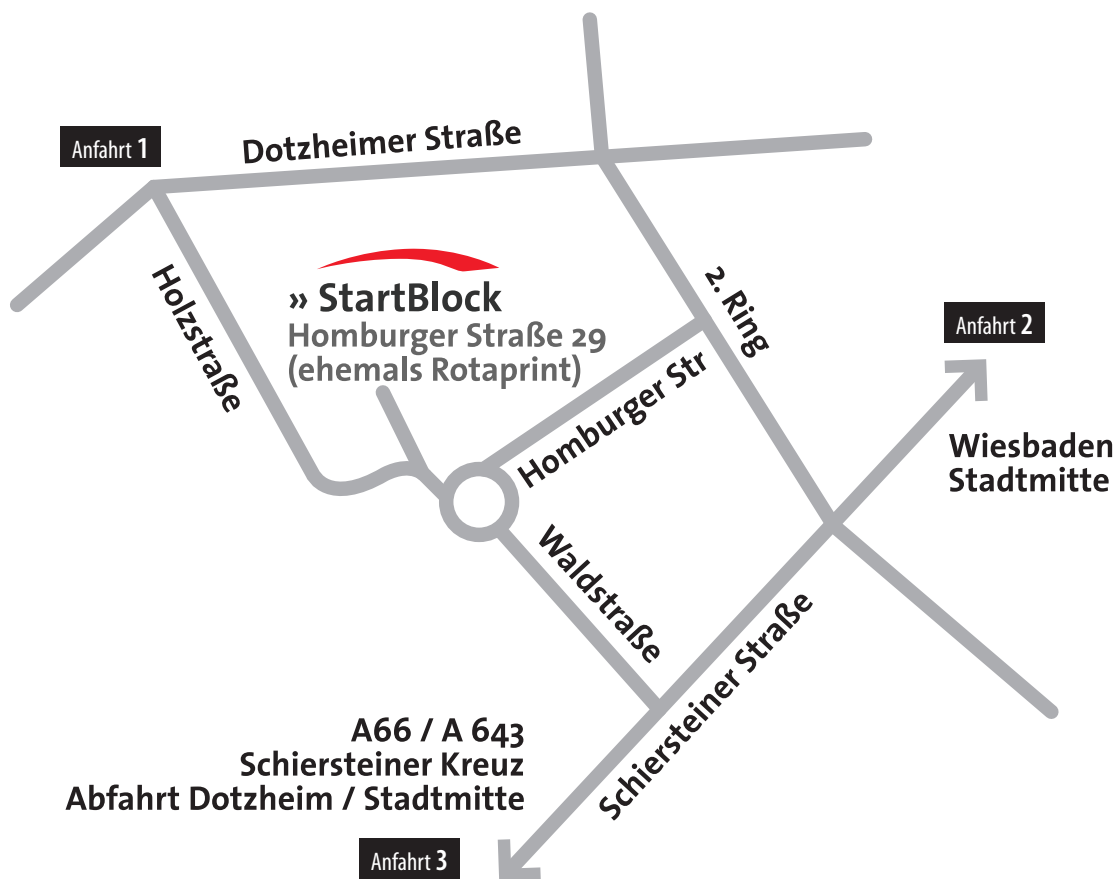 Anfahrt 1
Dotzheimer Straße
Holzstraße
» StartBlock
Homburger Straße 29
(ehemals Rotaprint)
2. Ring
Anfahrt 2
Homburger Str
Wiesbaden
Stadtmitte
Waldstraße
Schiersteiner Straße
A66 / A 643
Schiersteiner Kreuz
Abfahrt Dotzheim / Stadtmitte
Anfahrt 3